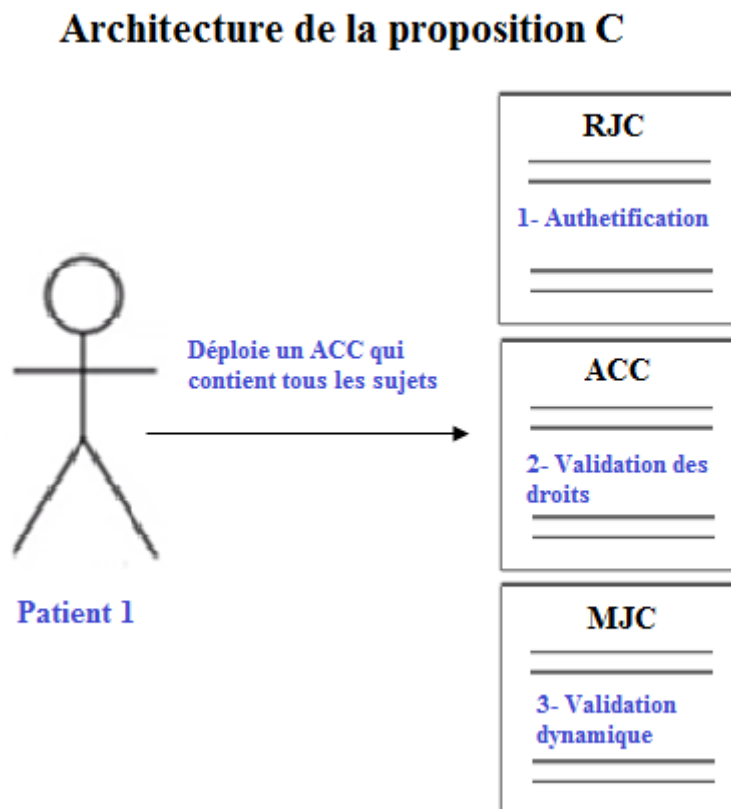 Architecture de la proposition C
RJC
1- Authetification
Déploie un ACC qui
contient tous les sujets
ACC
2- Validation des
droits
Patient 1
MJC
3- Validation
dynamique